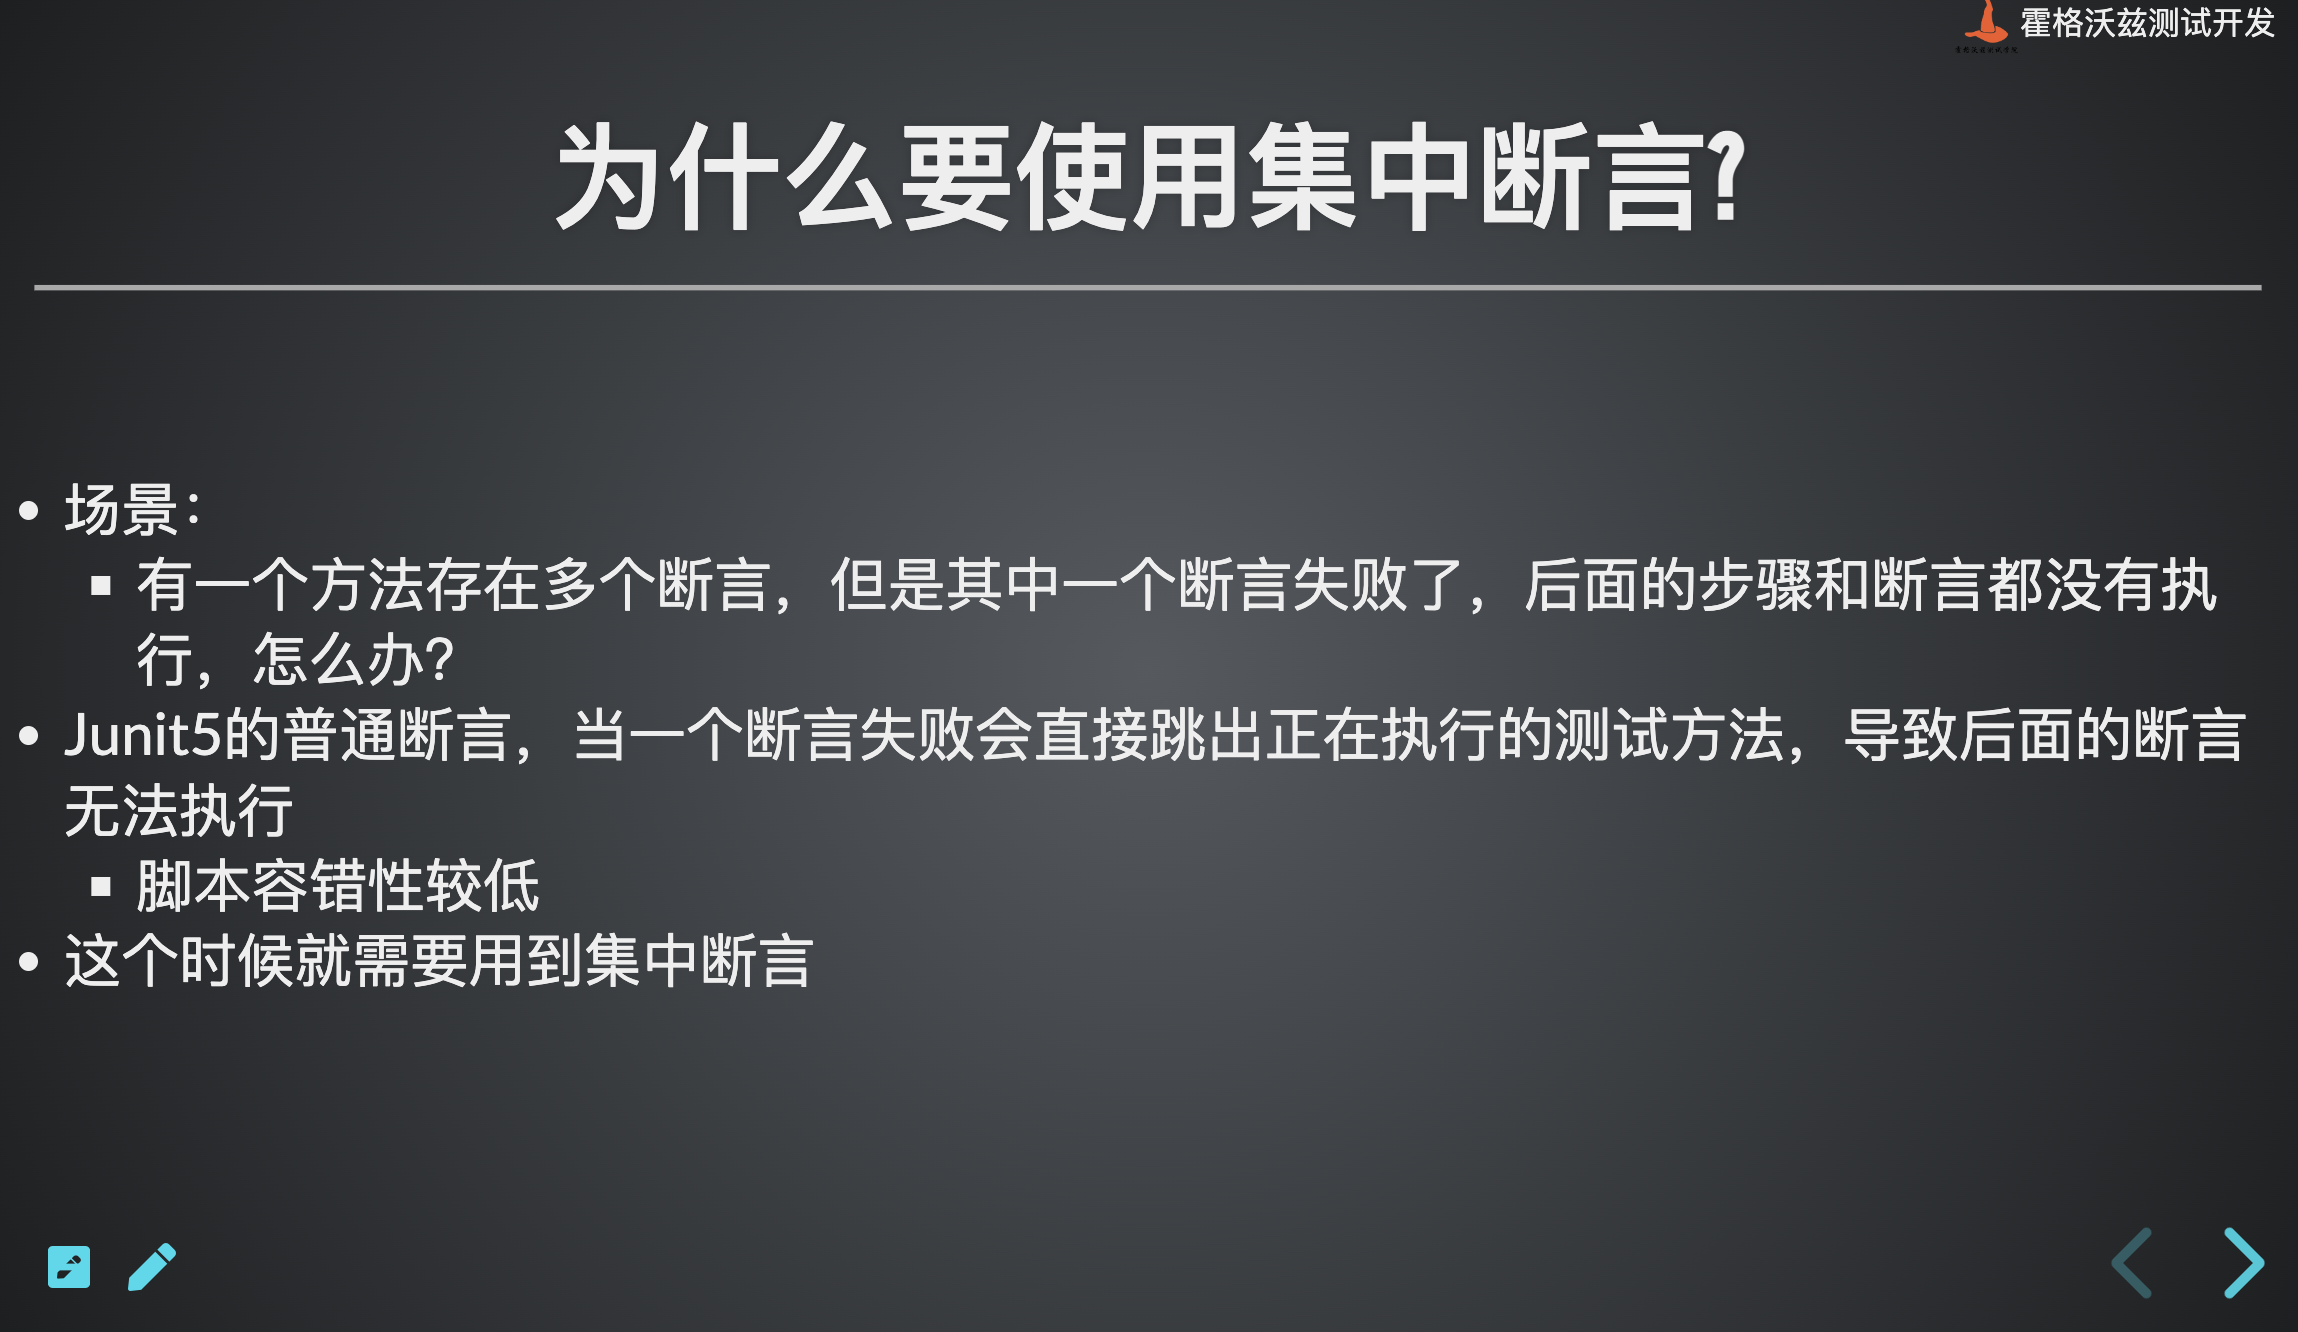 霍格沃兹测试开发
为什么要使用集中断言?
场景：
有一个方法存在多个断言，但是其中一个断言失败了，后面的步骤和断言都没有执
行，怎么办?
Junit5的普通断言，当一个断言失败会直接跳出正在执行的测试方法，导致后面的断言
无法执行
脚本容错性较低
这个时候就需要用到集中断言